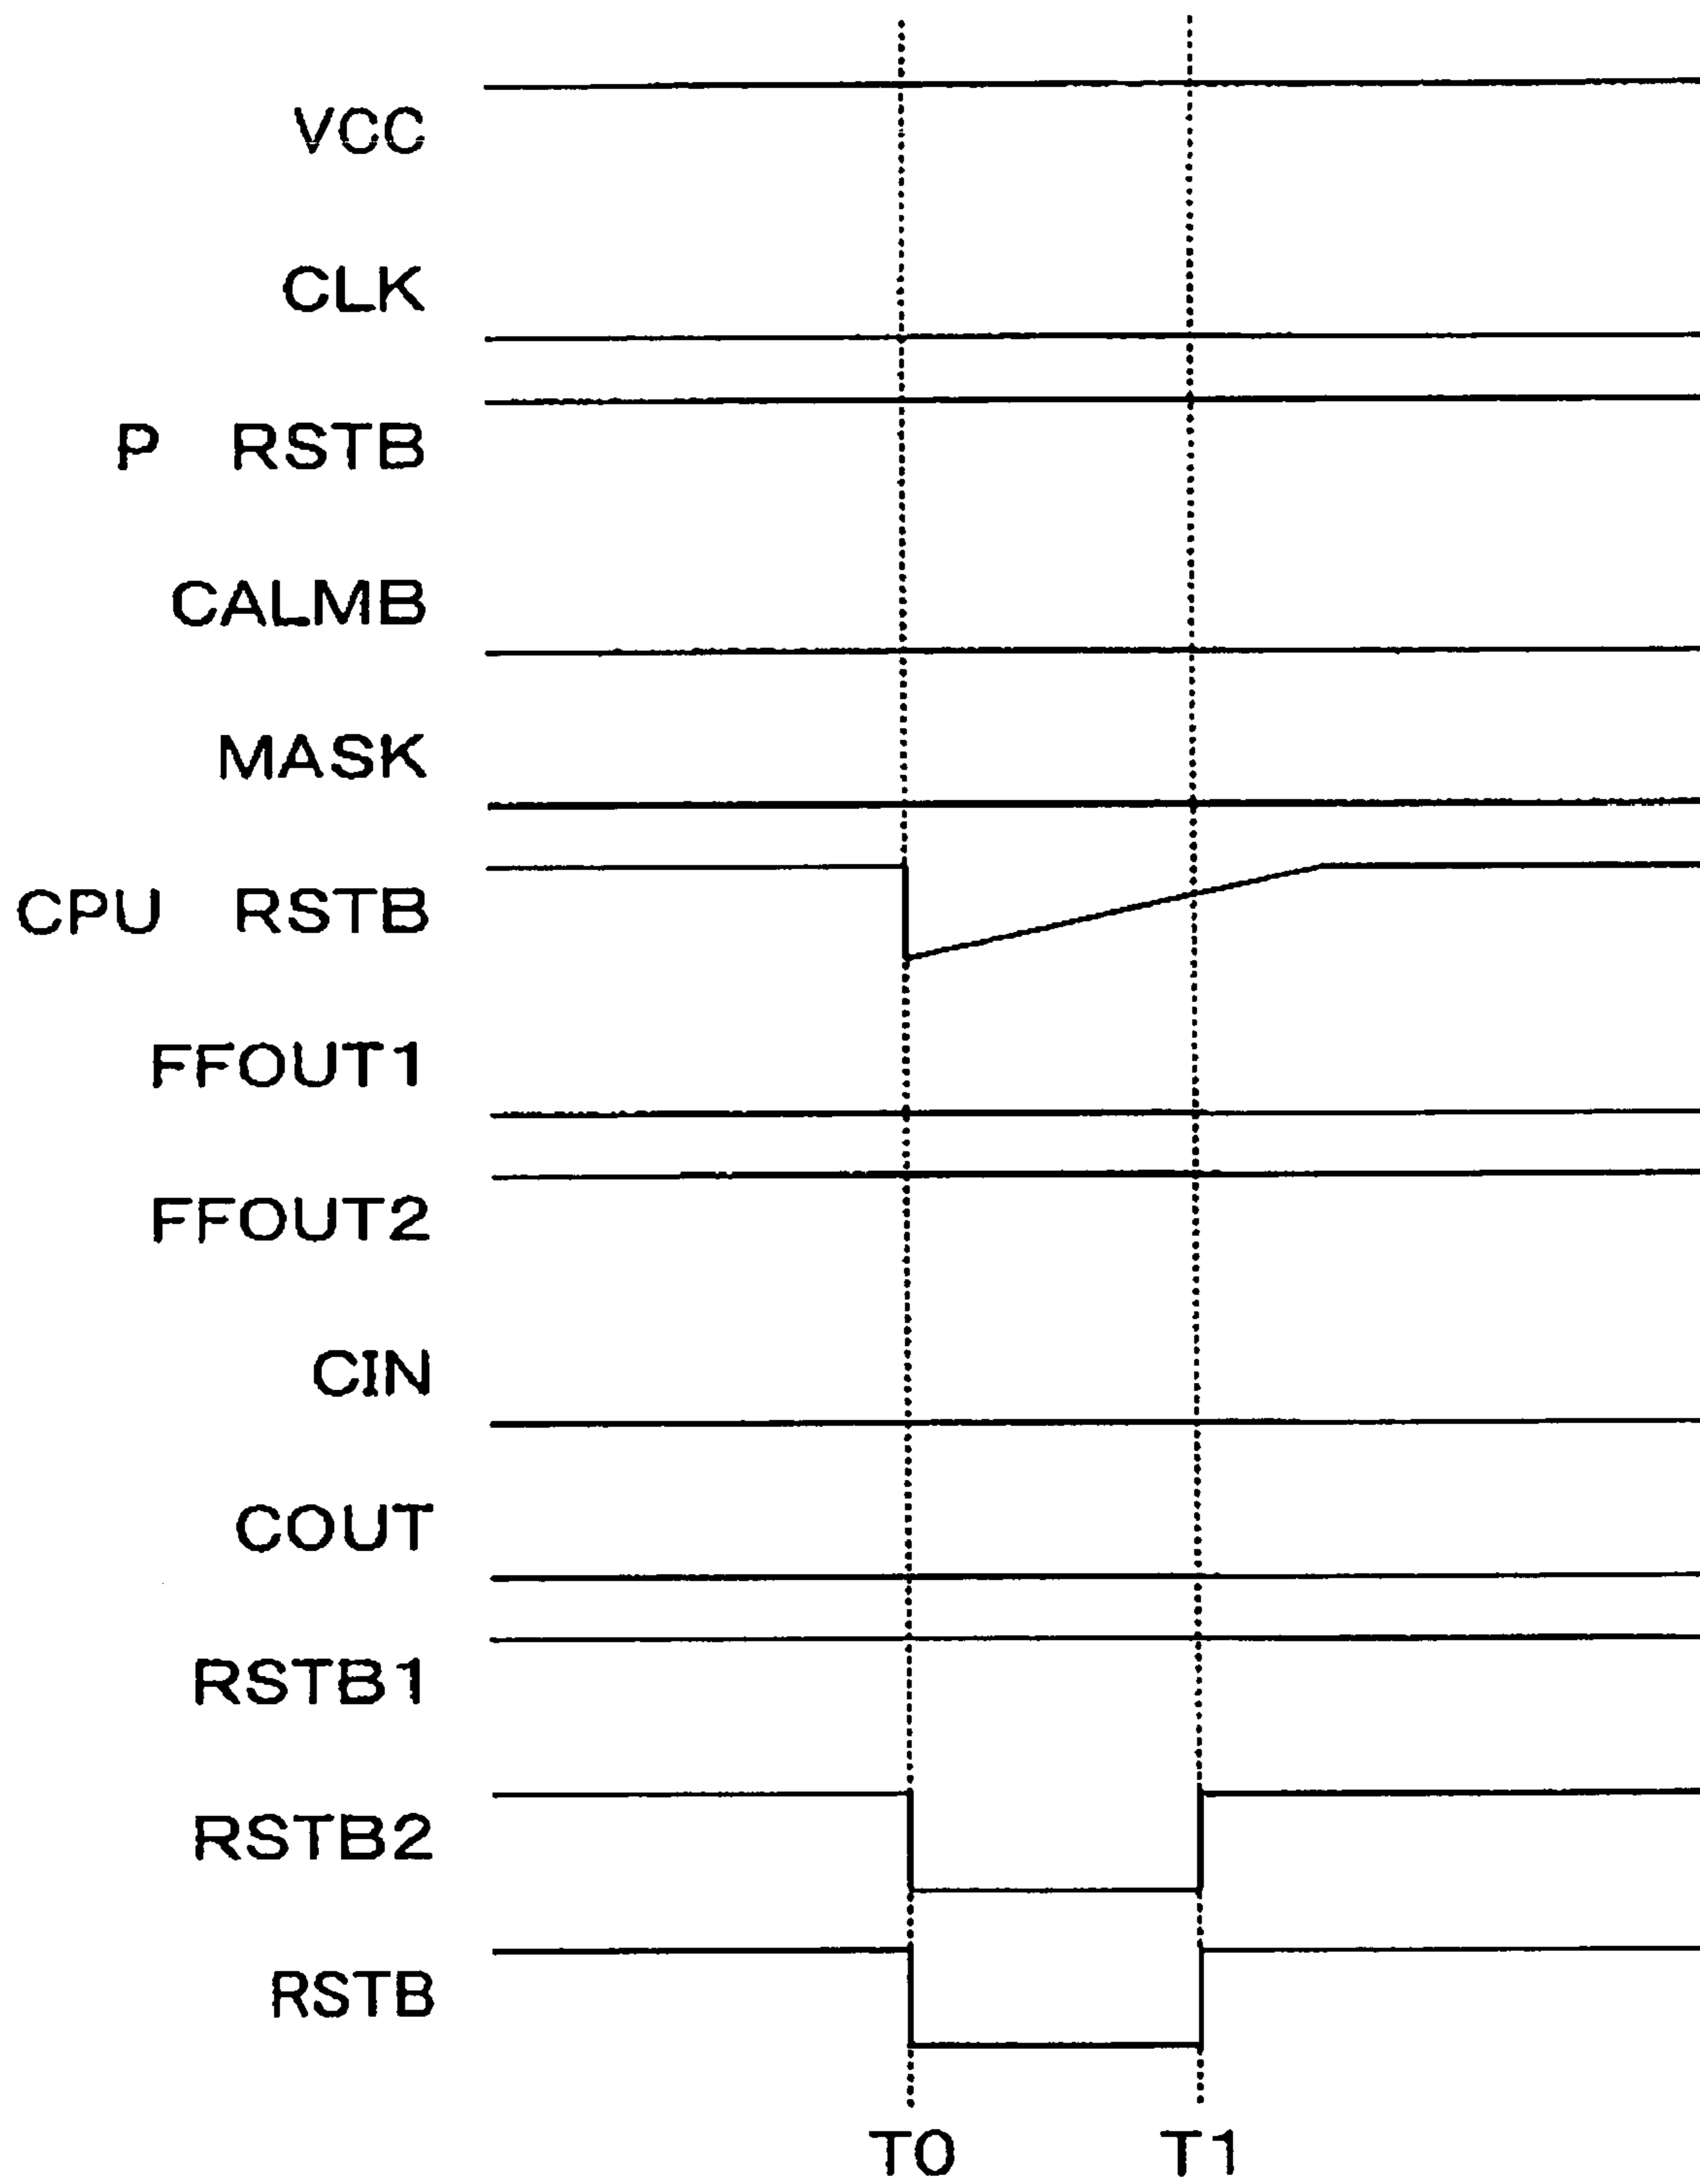 VCC
CLK
P RSTB
CALMB
MASK
CPU RSTB
FFOUT1
FFOUT2
CIN
COUT
RSTB1
RSTB2
RSTB
T0 T1